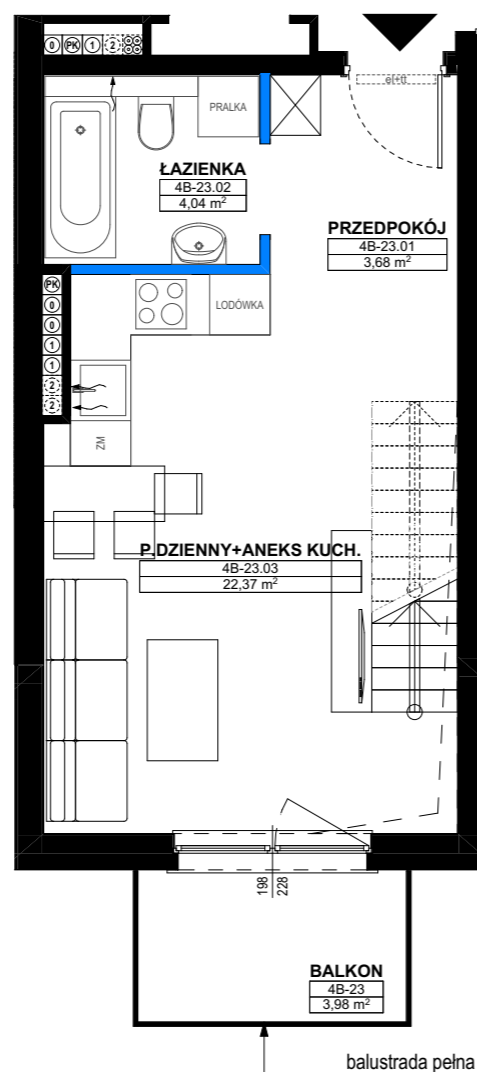 0 PK 1 2
el+tt
PRALKA
ŁAZIENKA
4B-23.02
4,04 m²
PRZEDPOKÓJ
4B-23.01
3,68 m²
PK
0
0
1
1
2
2
LODÓWKA
ZM
P.DZIENNY+ANEKS KUCH.
4B-23.03
22,37 m²
198
228
BALKON
4B-23
3,98 m²
balustrada pełna